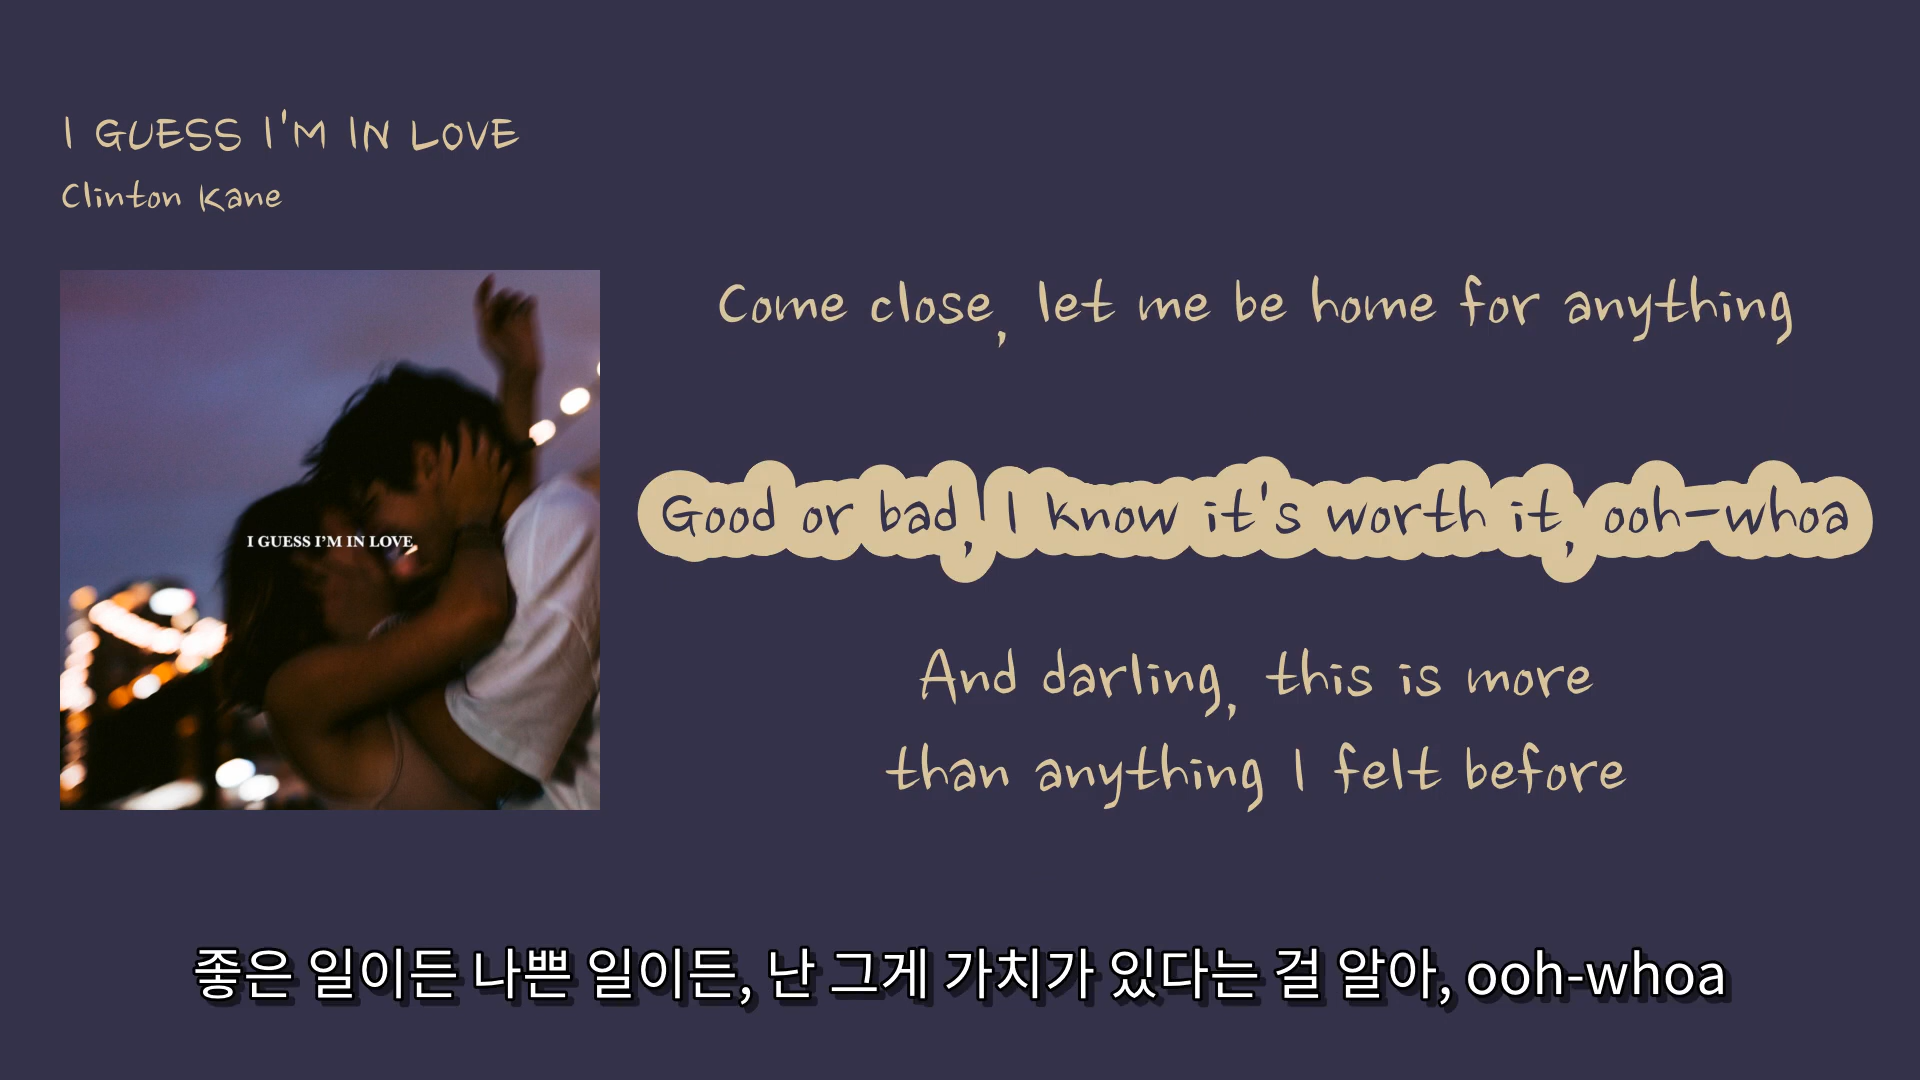 I GUESS I'M IN LOVE
Clinton Kane
I GUESS I'M IN LOVE
Come close, let me be home for anything
Good or bad, I know it's worth it, ooh-whoa
And darling, this is more
than anything I felt before
좋은 일이든 나쁜 일이든, 난 그게 가치가 있다는 걸 알아, ooh-whoa